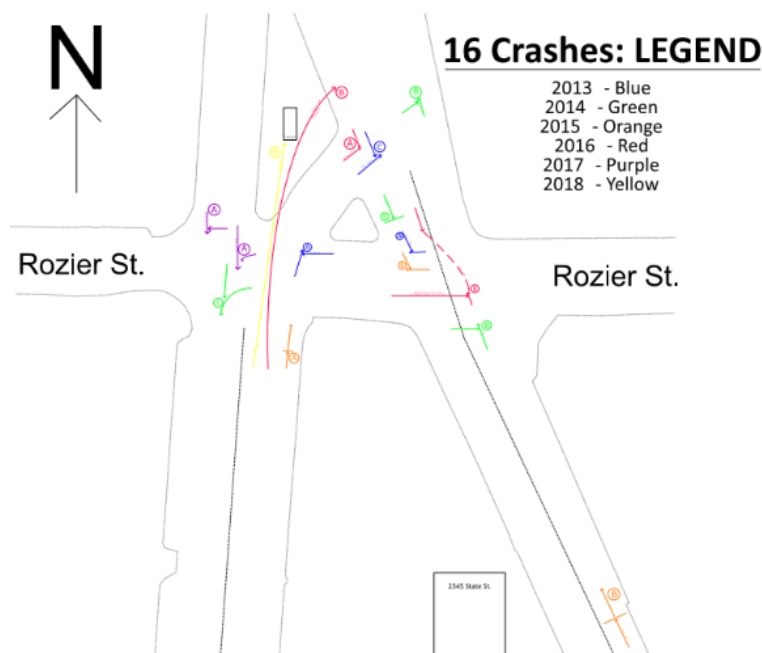 N
16 Crashes: LEGEND
2013 - Blue
2014 - Green
2015 - Orange
2016 - Red
2017 - Purple
2018 - Yellow
B
B
A
C
A
A
C
Rozier St.
Rozier St.
B
A
2345 State St.
B